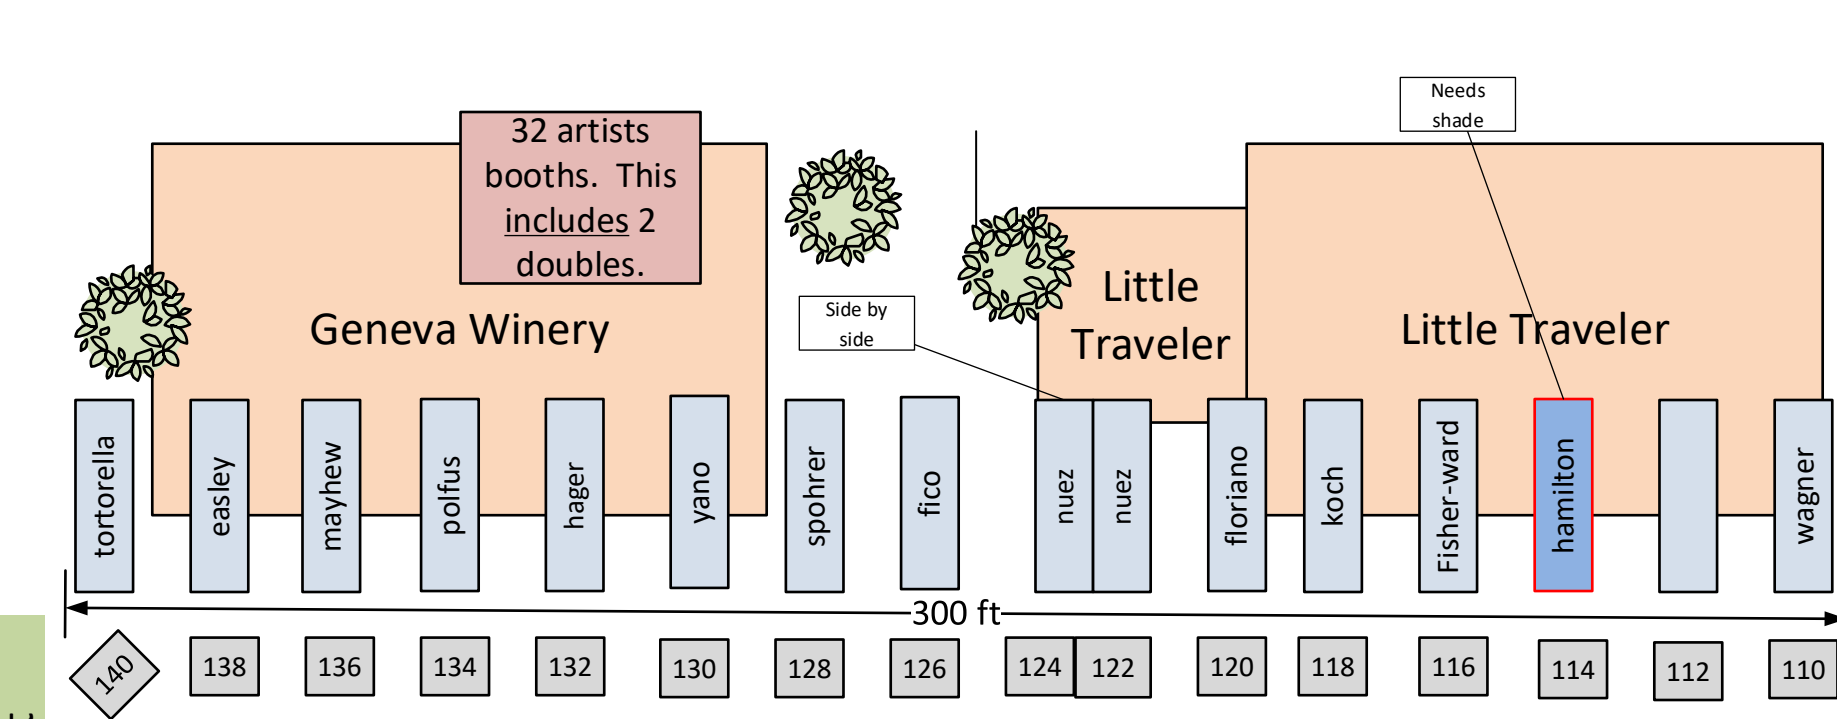 Needs
shade
32 artists
booths.  This
includes 2
doubles.
Side by
side
Geneva Winery
Little
Traveler
Little Traveler
tortorella
easley
mayhew
polfus
hager
yano
spohrer
fico
nuez
nuez
floriano
koch
Fisher-ward
hamilton
wagner
300 ft
140
138
136
134
132
130
128
126
124
122
120
118
116
114
112
110